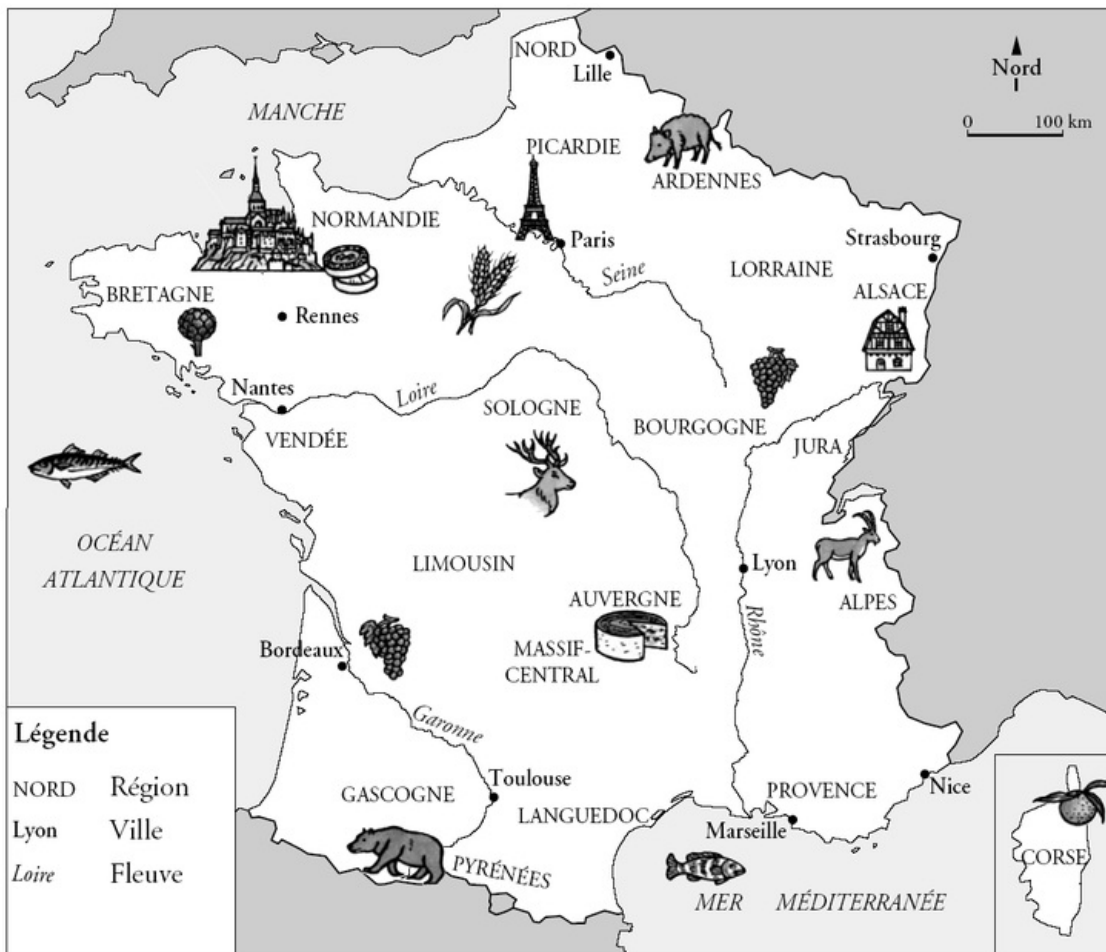 NORD
Lille
Nord
0 100 km
MANCHE
PICARDIE
ARDENNES
NORMANDIE
Paris
Strasbourg
Seine
LORRAINE
BRETAGNE
ALSACE
Rennes
Nantes
Loire
SOLOGNE
BOURGOGNE
VENDÉE
JURA
OCÉAN
ATLANTIQUE
LIMOUSIN
Lyon
AUVERGNE
ALPES
Rhône
MASSIF-
CENTRAL
Bordeaux
Garonne
Légende
NORD Région
Lyon Ville
Loire Fleuve
Toulouse
GASCOGNE
LANGUEDOC
PROVENCE
Nice
Marseille
PYRÉNÉES
CORSE
MER MÉDITERRANÉE